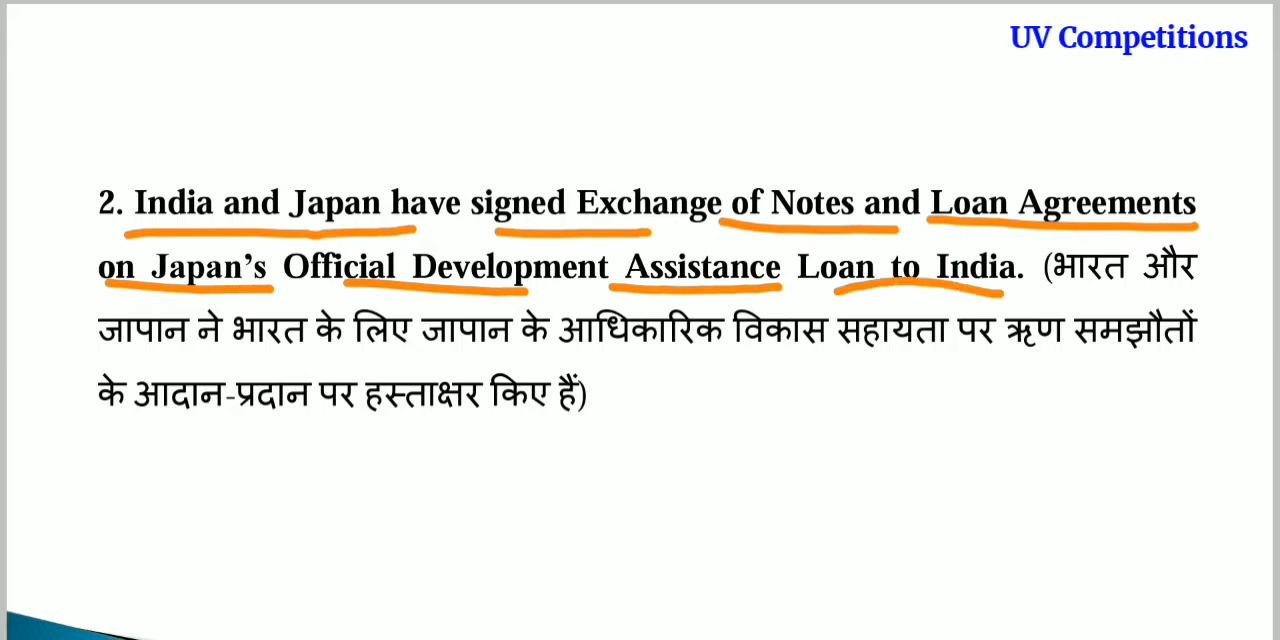 UV Competitions
2. India and Japan have signed Exchange of Notes and Loan Agreements
on Japan’s Official Development Assistance Loan to India. (भारत और
जापान ने भारत के लिए जापान के आधिकारिक विकास सहायता पर ऋण समझौतों
के आदान-प्रदान पर हस्ताक्षर किए हैं)